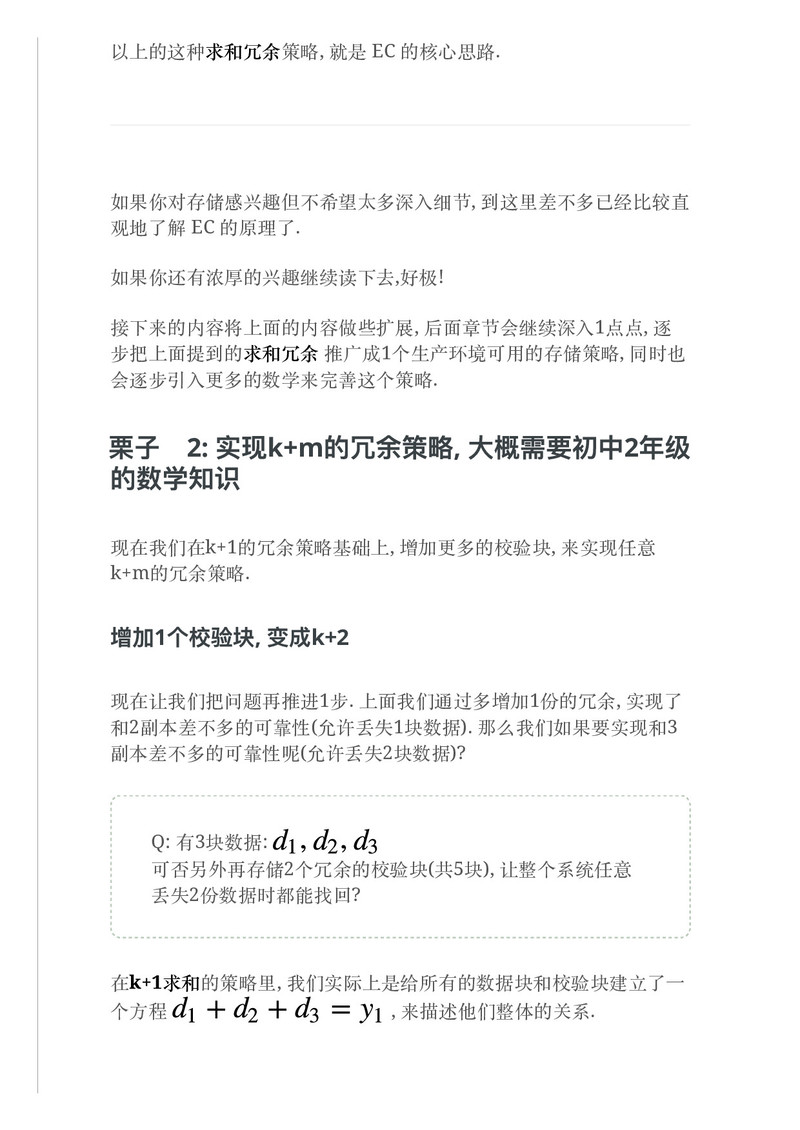 以上的这种求和冗余策略, 就是 EC 的核心思路.
如果你对存储感兴趣但不希望太多深入细节, 到这里差不多已经比较直
观地了解 EC 的原理了.
如果你还有浓厚的兴趣继续读下去,好极!
接下来的内容将上面的内容做些扩展, 后面章节会继续深入1点点, 逐
步把上面提到的求和冗余 推广成1个生产环境可用的存储策略, 同时也
会逐步引入更多的数学来完善这个策略.
栗子 2: 实现k+m的冗余策略, 大概需要初中2年级
的数学知识
现在我们在k+1的冗余策略基础上, 增加更多的校验块, 来实现任意
k+m的冗余策略.
增加1个校验块, 变成k+2
现在让我们把问题再推进1步. 上面我们通过多增加1份的冗余, 实现了
和2副本差不多的可靠性(允许丢失1块数据). 那么我们如果要实现和3
副本差不多的可靠性呢(允许丢失2块数据)?
Q: 有3块数据: d₁, d₂, d₃
可否另外再存储2个冗余的校验块(共5块), 让整个系统任意
丢失2份数据时都能找回?
在k+1求和的策略里, 我们实际上是给所有的数据块和校验块建立了一
个方程 d₁ + d₂ + d₃ = y₁ , 来描述他们整体的关系.